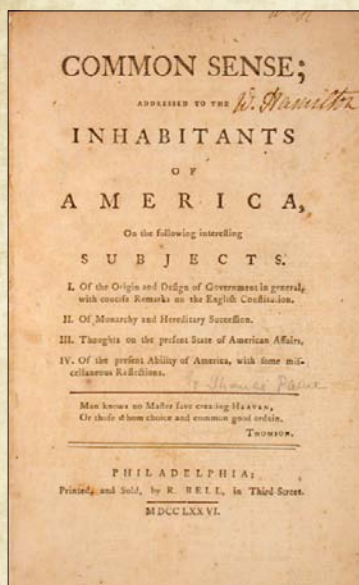 COMMON SENSE;
ADDRESSED TO THE
W. Hamilton
INHABITANTS
OF
AMERICA,
On the following interesting
SUBJECTS.
I. Of the Origin and Design of Government in general,
with concise Remarks on the English Constitution.
II. Of Monarchy and Hereditary Succession.
III. Thoughts on the present State of American Affairs.
IV. Of the present Ability of America, with some mis-
cellaneous Reflections.
Thomas Paine
Man knows no Master save creating HEAVEN,
Or those whom choice and common good ordain.
THOMSON.
PHILADELPHIA;
Printed, and Sold, by R. BELL, in Third-Street.
MDCCLXXVI.